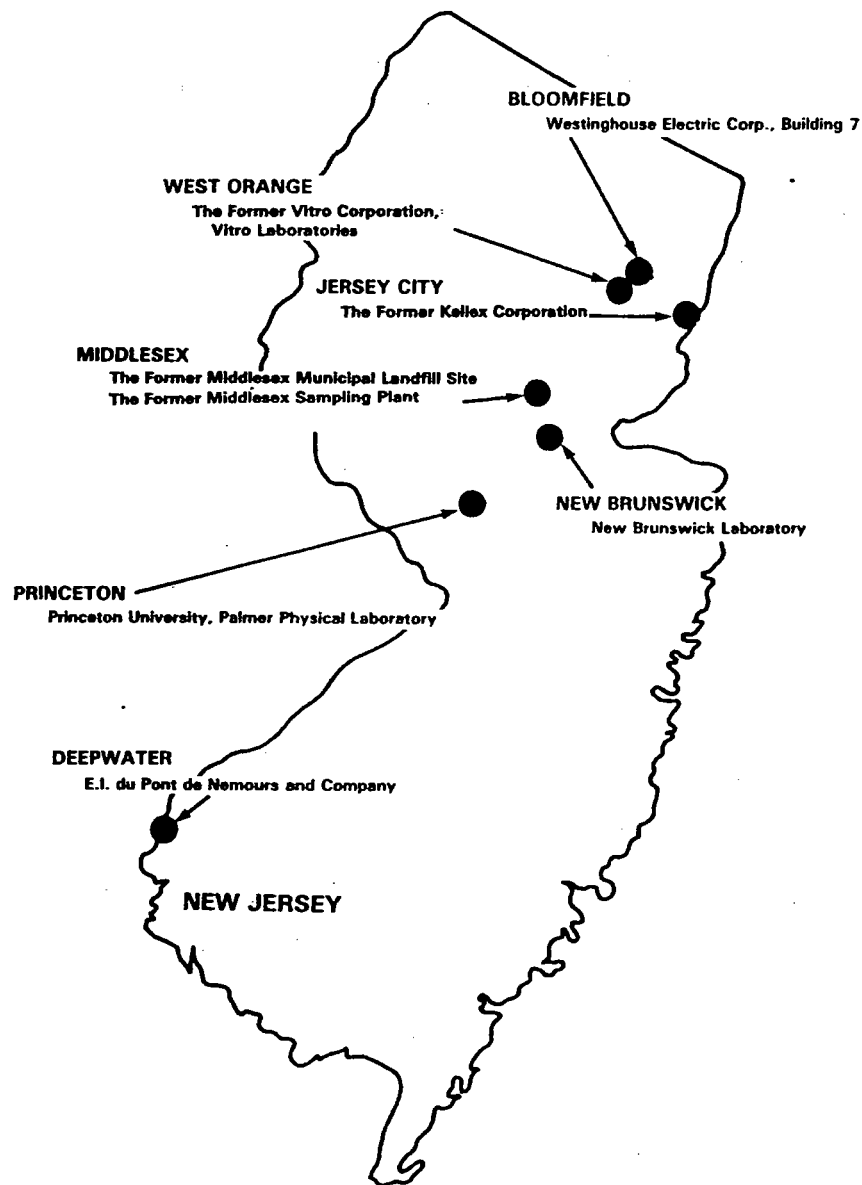 BLOOMFIELD
Westinghouse Electric Corp., Building 7
WEST ORANGE
The Former Vitro Corporation,
Vitro Laboratories
JERSEY CITY
The Former Kellex Corporation
MIDDLESEX
The Former Middlesex Municipal Landfill Site
The Former Middlesex Sampling Plant
NEW BRUNSWICK
New Brunswick Laboratory
PRINCETON
Princeton University, Palmer Physical Laboratory
DEEPWATER
E.I. du Pont de Nemours and Company
NEW JERSEY